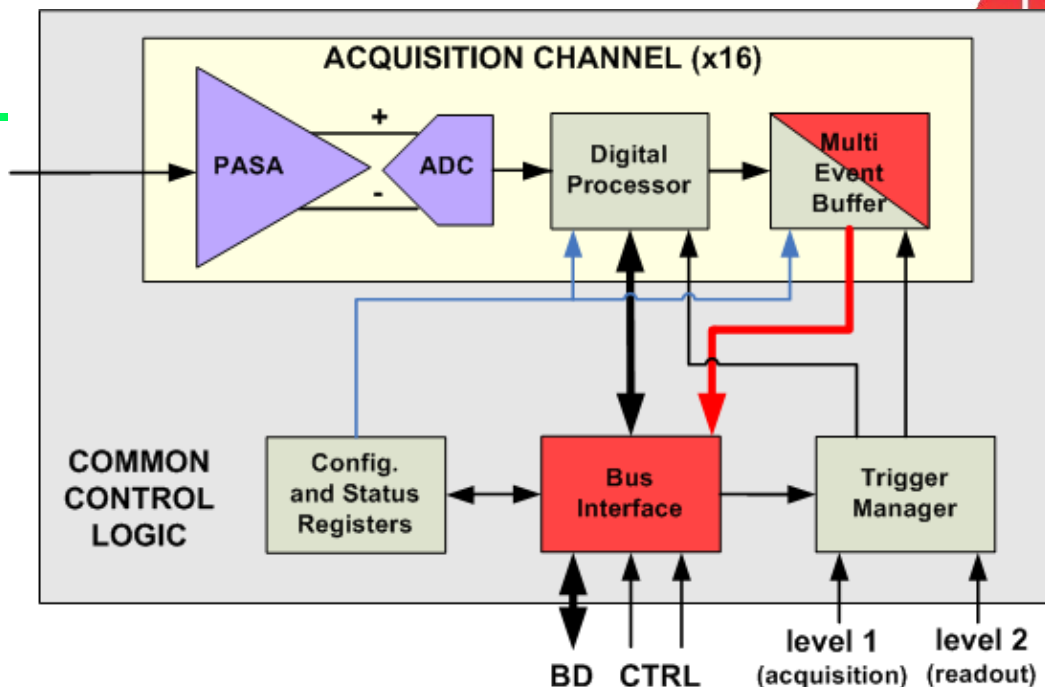 ACQUISITION CHANNEL (x16)
PASA
+
-
ADC
Digital
Processor
Multi
Event
Buffer
COMMON
CONTROL
LOGIC
Config.
and Status
Registers
Bus
Interface
Trigger
Manager
BD
CTRL
level 1
(acquisition)
level 2
(readout)